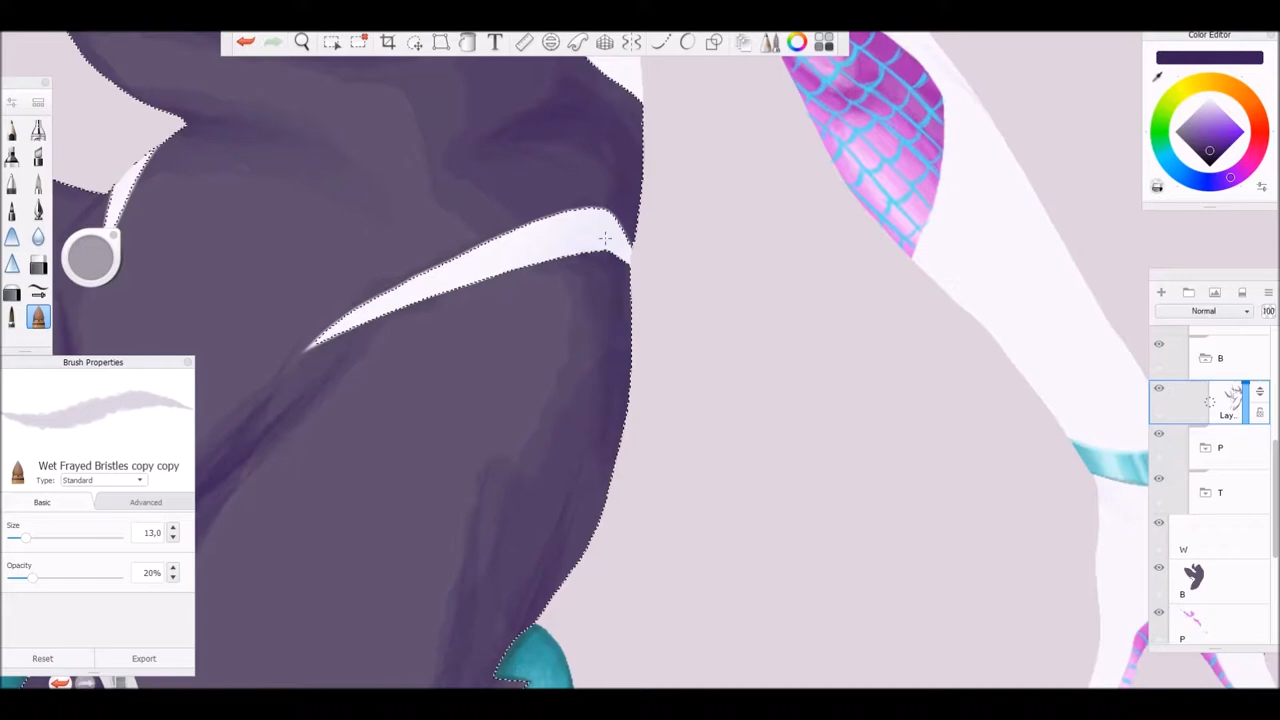 T
Color Editor
Normal
100
B
Lay..
P
T
W
B
P
Brush Properties
Wet Frayed Bristles copy copy
Type: Standard
Basic
Advanced
Size
13,0
Opacity
20%
Reset
Export